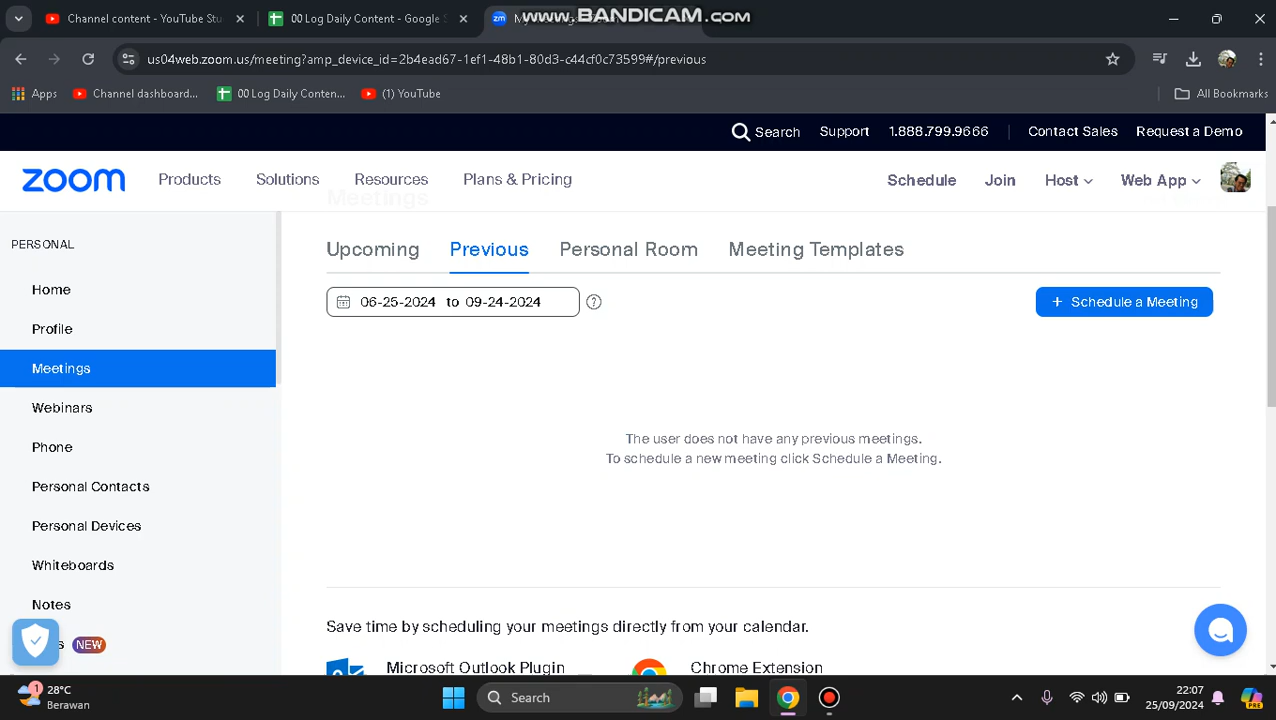 Channel content - YouTube Stu
00 Log Daily Content - Google S
zm
www.BANDICAM.com
us04web.zoom.us/meeting?amp_device_id=2b4ead67-1ef1-48b1-80d3-c44cf0c73599#/previous
Apps
Channel dashboard...
00 Log Daily Conten...
(1) YouTube
All Bookmarks
Search
Support
1.888.799.9666
Contact Sales
Request a Demo
zoom
Products
Solutions
Resources
Plans & Pricing
Schedule
Join
Host
Web App
Meetings
PERSONAL
Home
Profile
Meetings
Webinars
Phone
Personal Contacts
Personal Devices
Whiteboards
Notes
NEW
Upcoming
Previous
Personal Room
Meeting Templates
06-25-2024 to 09-24-2024
+ Schedule a Meeting
The user does not have any previous meetings.
To schedule a new meeting click Schedule a Meeting.
Save time by scheduling your meetings directly from your calendar.
Microsoft Outlook Plugin
Chrome Extension
1
28°C
Berawan
Search
22:07
25/09/2024
PRE